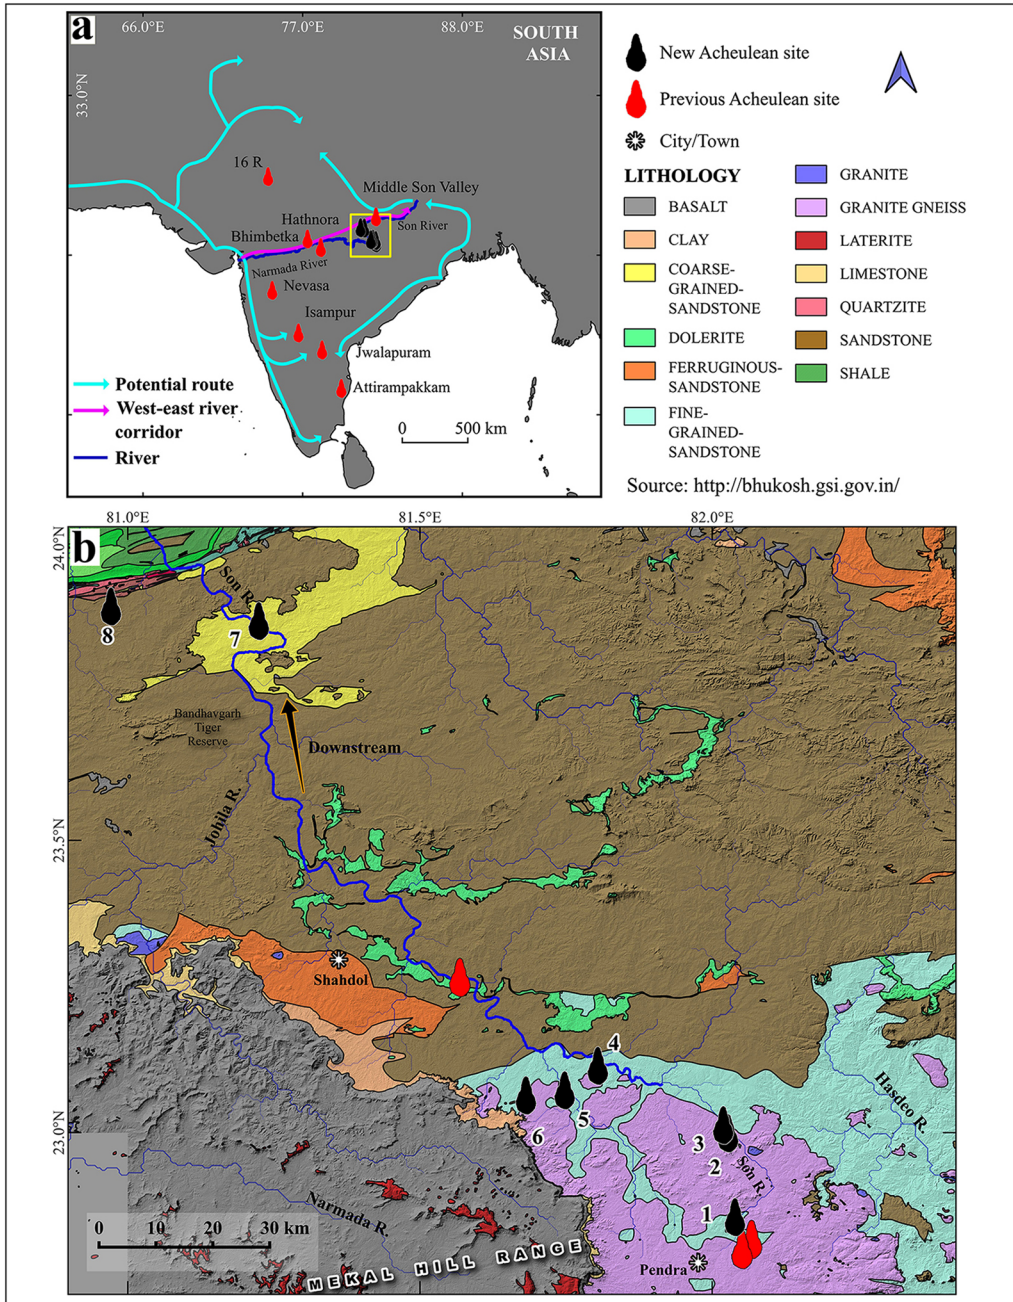 a
66.0°E
77.0°E
88.0°E
33.0°N
SOUTH
ASIA
16 R
Middle Son Valley
Hathnora
Son River
Bhimbetka
Narmada River
Nevasa
Isampur
Jwalapuram
Attirampakkam
Potential route
West-east river
corridor
River
0
500 km
New Acheulean site
Previous Acheulean site
City/Town
LITHOLOGY
BASALT
CLAY
COARSE-
GRAINED-
SANDSTONE
DOLERITE
FERRUGINOUS-
SANDSTONE
FINE-
GRAINED-
SANDSTONE
GRANITE
GRANITE GNEISS
LATERITE
LIMESTONE
QUARTZITE
SANDSTONE
SHALE
Source: http://bhukosh.gsi.gov.in/
81.0°E
81.5°E
82.0°E
24.0°N
b
Son R.
8
7
Bandhavgarh
Tiger
Reserve
Downstream
Johila R.
23.5°N
Shahdol
4
Hasdeo R.
5
23.0°N
6
3
2
Son R.
1
Narmada R.
0
10
20
30 km
MEKAL HILL RANGE
Pendra